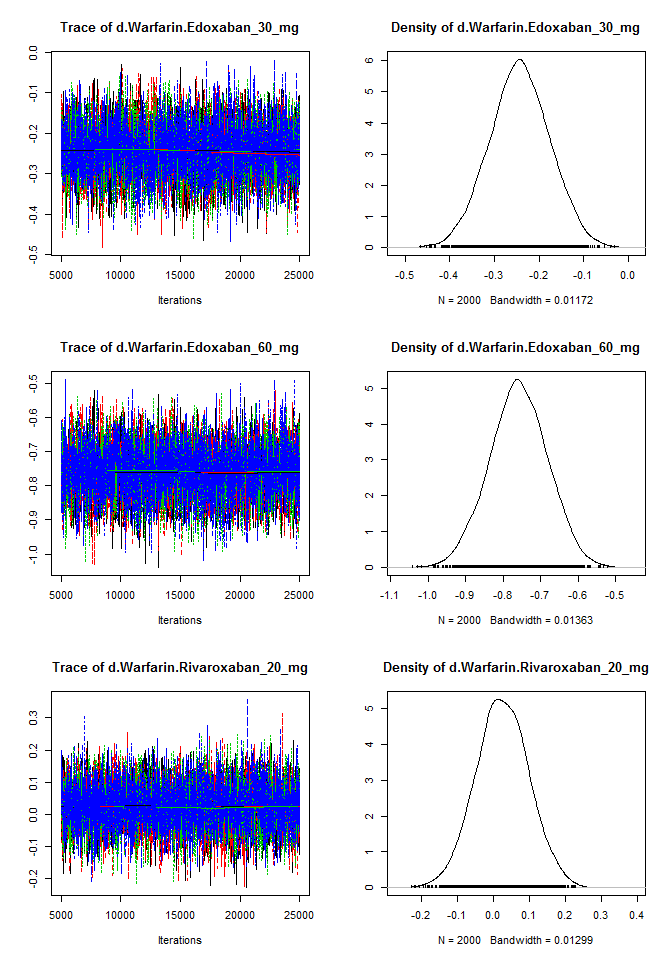 Trace of d.Warfarin.Edoxaban_30_mg
0.0
-0.1
-0.2
-0.3
-0.4
-0.5
5000 10000 15000 20000 25000
Iterations
Density of d.Warfarin.Edoxaban_30_mg
6
5
4
3
2
1
0
-0.5 -0.4 -0.3 -0.2 -0.1 0.0
N = 2000 Bandwidth = 0.01172
Trace of d.Warfarin.Edoxaban_60_mg
-0.5
-0.6
-0.7
-0.8
-0.9
-1.0
5000 10000 15000 20000 25000
Iterations
Density of d.Warfarin.Edoxaban_60_mg
5
4
3
2
1
0
-1.1 -1.0 -0.9 -0.8 -0.7 -0.6 -0.5
N = 2000 Bandwidth = 0.01363
Trace of d.Warfarin.Rivaroxaban_20_mg
0.3
0.2
0.1
0.0
-0.1
-0.2
5000 10000 15000 20000 25000
Iterations
Density of d.Warfarin.Rivaroxaban_20_mg
5
4
3
2
1
0
-0.2 -0.1 0.0 0.1 0.2 0.3 0.4
N = 2000 Bandwidth = 0.01299